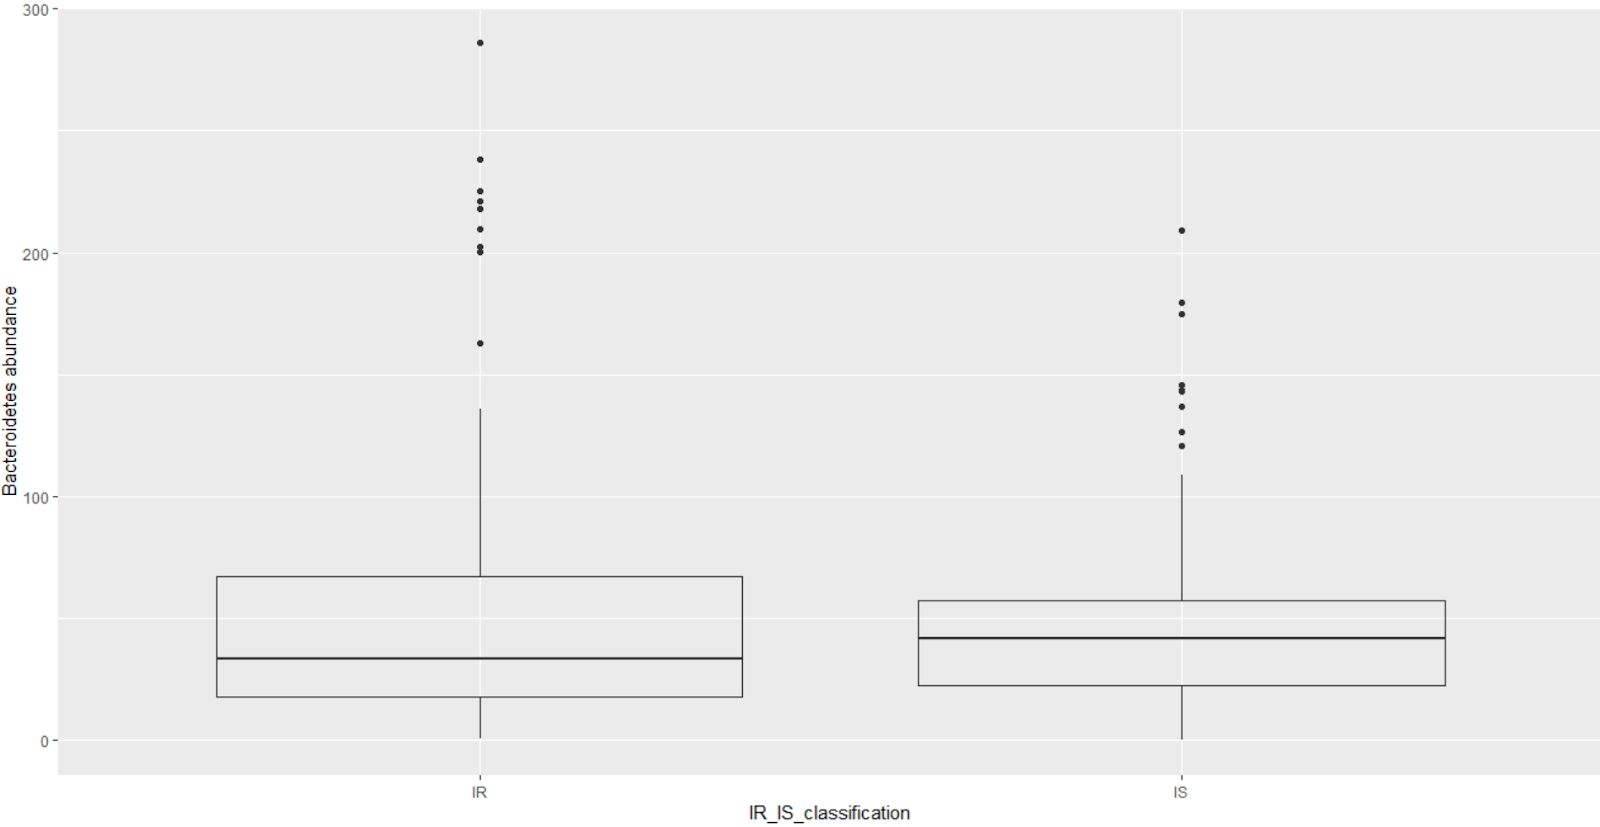 300
200
100
0
Bacteroidetes abundance
IR
IS
IR_IS_classification